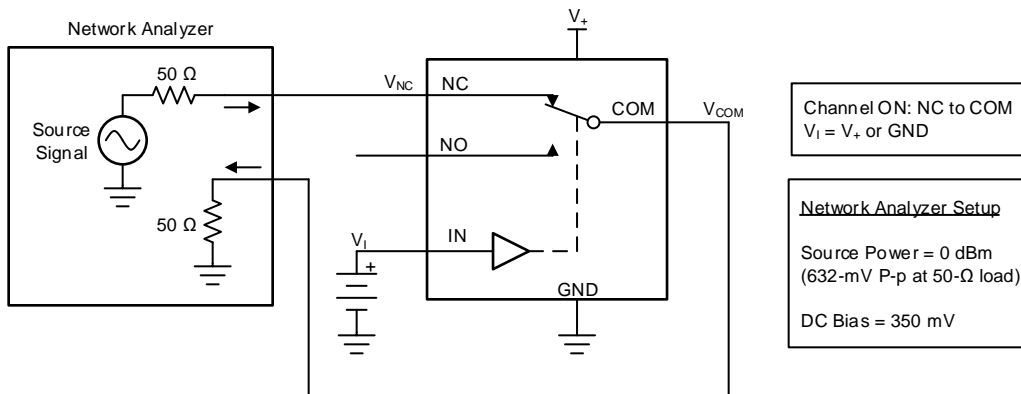 Network Analyzer
50 Ω
Source
Signal
50 Ω
V+
VNC
NC
COM
VCOM
NO
VI
+
IN
GND
Channel ON: NC to COM
VI = V+ or GND
Network Analyzer Setup
Source Power = 0 dBm
(632-mV P-p at 50-Ω load)
DC Bias = 350 mV